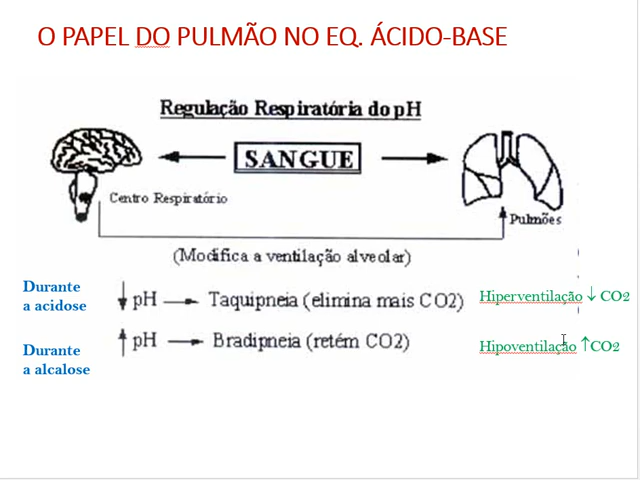 O PAPEL DO PULMÃO NO EQ. ÁCIDO-BASE
Regulação Respiratória do pH
SANGUE
Centro Respiratório
Pulmões
(Modifica a ventilação alveolar)
Durante
a acidose
↓ pH → Taquipneia (elimina mais CO2)
Hiperventilação ↓ CO2
↑ pH → Bradipneia (retém CO2)
Hipoventilação ↑CO2
Durante
a alcalose